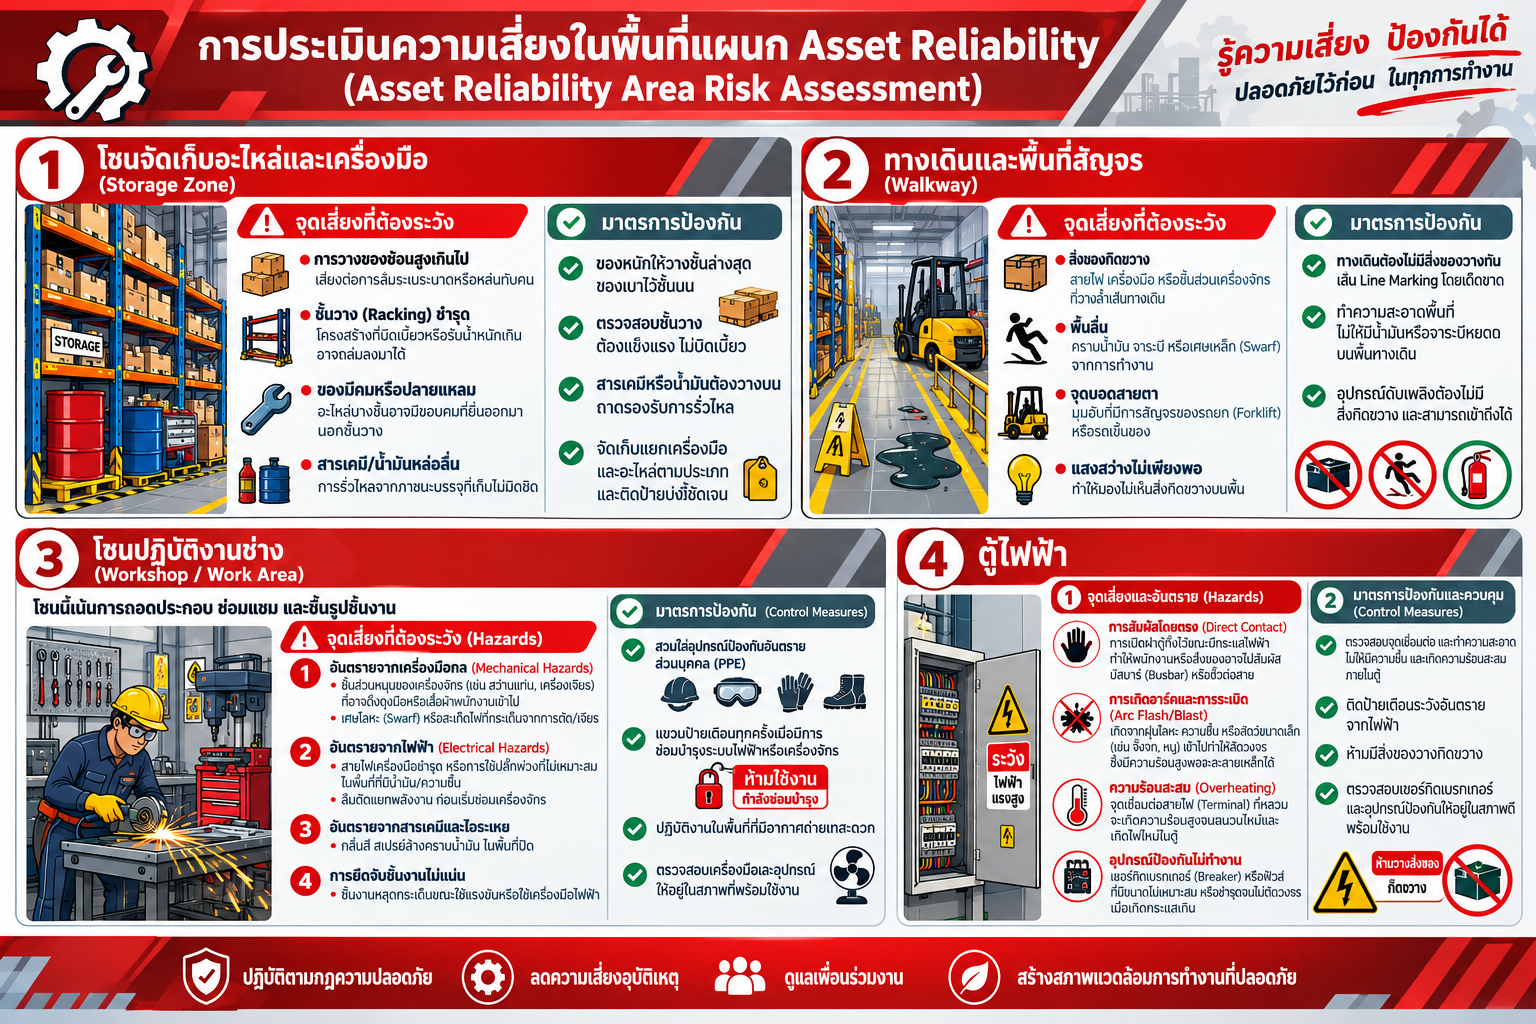 การประเมินความเสี่ยงในพื้นที่แผนก Asset Reliability
(Asset Reliability Area Risk Assessment)
รู้ความเสี่ยง ป้องกันได้
ปลอดภัยไว้ก่อน ในทุกการทำงาน
1
โซนจัดเก็บอะไหล่และเครื่องมือ
(Storage Zone)
STORAGE
จุดเสี่ยงที่ต้องระวัง
• การวางของซ้อนสูงเกินไป
เสี่ยงต่อการล้มระเนระนาดหรือหล่นทับคน
• ชั้นวาง (Racking) ชำรุด
โครงสร้างที่บิดเบี้ยวหรือรับน้ำหนักเกิน
อาจถล่มลงมาได้
• ของมีคมหรือปลายแหลม
อะไหล่บางชิ้นอาจมีขอบคมที่ยื่นออกมา
นอกชั้นวาง
• สารเคมี/น้ำมันหล่อลื่น
การรั่วไหลจากภาชนะบรรจุที่เก็บไม่มิดชิด
มาตรการป้องกัน
ของหนักให้วางชั้นล่างสุด
ของเบาไว้ชั้นบน
ตรวจสอบชั้นวาง
ต้องแข็งแรง ไม่บิดเบี้ยว
สารเคมีหรือน้ำมันต้องวางบน
ถาดรองรับการรั่วไหล
จัดเก็บแยกเครื่องมือ
และอะไหล่ตามประเภท
และติดป้ายบ่งชี้ชัดเจน
2
ทางเดินและพื้นที่สัญจร
(Walkway)
จุดเสี่ยงที่ต้องระวัง
• สิ่งของกีดขวาง
สายไฟ เครื่องมือ หรือชิ้นส่วนเครื่องจักร
ที่วางล้ำเส้นทางเดิน
• พื้นลื่น
คราบน้ำมัน จาระบี หรือเศษเหล็ก (Swarf)
จากการทำงาน
• จุดบอดสายตา
มุมอับที่มีการสัญจรของรถยก (Forklift)
หรือรถเข็นของ
• แสงสว่างไม่เพียงพอ
ทำให้มองไม่เห็นสิ่งกีดขวางบนพื้น
มาตรการป้องกัน
ทางเดินต้องไม่มีสิ่งของวางทับ
เส้น Line Marking โดยเด็ดขาด
ทำความสะอาดพื้นที่
ไม่ให้มีน้ำมันหรือจาระบีหยดต
บนพื้นทางเดิน
อุปกรณ์ดับเพลิงต้องไม่มี
สิ่งกีดขวาง และสามารถเข้าถึงได้
3
โซนปฏิบัติงานช่าง
(Workshop / Work Area)
โซนนี้เน้นการถอดประกอบ ซ่อมแซม และขึ้นรูปชิ้นงาน
จุดเสี่ยงที่ต้องระวัง (Hazards)
1 อันตรายจากเครื่องมือกล (Mechanical Hazards)
• ชิ้นส่วนหมุนของเครื่องจักร (เช่น สว่านแท่น, เครื่องเจียร)
ที่อาจดึงถุงมือหรือเสื้อผ้าพนักงานเข้าไป
• เศษโลหะ (Swarf) หรือสะเก็ดไฟที่กระเด็นจากการตัด/เจียร
2 อันตรายจากไฟฟ้า (Electrical Hazards)
• สายไฟเครื่องมือชำรุด หรือการใช้ปลั๊กพ่วงที่ไม่เหมาะสม
ในพื้นที่ที่มีน้ำมัน/ความชื้น
• ลืมตัดแยกพลังงาน ก่อนเริ่มซ่อมเครื่องจักร
3 อันตรายจากสารเคมีและไอระเหย
• กลิ่นสี สเปรย์ล้างคราบน้ำมัน ในพื้นที่ปิด
4 การยึดจับชิ้นงานไม่แน่น
• ชิ้นงานหลุดกระเด็นขณะใช้แรงขันหรือใช้เครื่องมือไฟฟ้า
มาตรการป้องกัน (Control Measures)
สวมใส่อุปกรณ์ป้องกันอันตราย
ส่วนบุคคล (PPE)
แขวนป้ายเตือนทุกครั้งเมื่อมีการ
ซ่อมบำรุงระบบไฟฟ้าหรือเครื่องจักร
ห้ามใช้งาน
กำลังซ่อมบำรุง
ปฏิบัติงานในพื้นที่ที่มีอากาศถ่ายเทสะดวก
ตรวจสอบเครื่องมือและอุปกรณ์
ให้อยู่ในสภาพที่พร้อมใช้งาน
4
ตู้ไฟฟ้า
ระวัง
ไฟฟ้า
แรงสูง
1 จุดเสี่ยงและอันตราย (Hazards)
การสัมผัสโดยตรง (Direct Contact)
การเปิดฝาตู้ทิ้งไว้ขณะมีกระแสไฟฟ้า
ทำให้พนักงานหรือสิ่งของอาจไปสัมผัส
บัสบาร์ (Busbar) หรือขั้วต่อสาย
การเกิดอาร์คและการระเบิด
(Arc Flash/Blast)
เกิดจากฝุ่นโลหะ ความชื้น หรือสัตว์ขนาดเล็ก
(เช่น จิ้งจก, หนู) เข้าไปทำให้ลัดวงจร
ซึ่งมีความร้อนสูงพอจะละลายเหล็กได้
ความร้อนสะสม (Overheating)
จุดเชื่อมต่อสายไฟ (Terminal) ที่หลวม
จะเกิดความร้อนสูงจนฉนวนไหม้และ
เกิดไฟไหม้ในตู้
อุปกรณ์ป้องกันไม่ทำงาน
เซอร์กิตเบรกเกอร์ (Breaker) หรือฟิวส์
ที่มีขนาดไม่เหมาะสม หรือชำรุดจนไม่ตัดวงจร
เมื่อเกิดกระแสเกิน
2 มาตรการป้องกันและควบคุม
(Control Measures)
ตรวจสอบจุดเชื่อมต่อ และทำความสะอาด
ไม่ให้มีความชื้น และเกิดความร้อนสะสม
ภายในตู้
ติดป้ายเตือนระวังอันตราย
จากไฟฟ้า
ห้ามมีสิ่งของวางกีดขวาง
ตรวจสอบเซอร์กิตเบรกเกอร์
และอุปกรณ์ป้องกันให้อยู่ในสภาพดี
พร้อมใช้งาน
ห้ามวางสิ่งของ
กีดขวาง
ปฏิบัติตามกฎความปลอดภัย
ลดความเสี่ยงอุบัติเหตุ
ดูแลเพื่อนร่วมงาน
สร้างสภาพแวดล้อมการทำงานที่ปลอดภัย